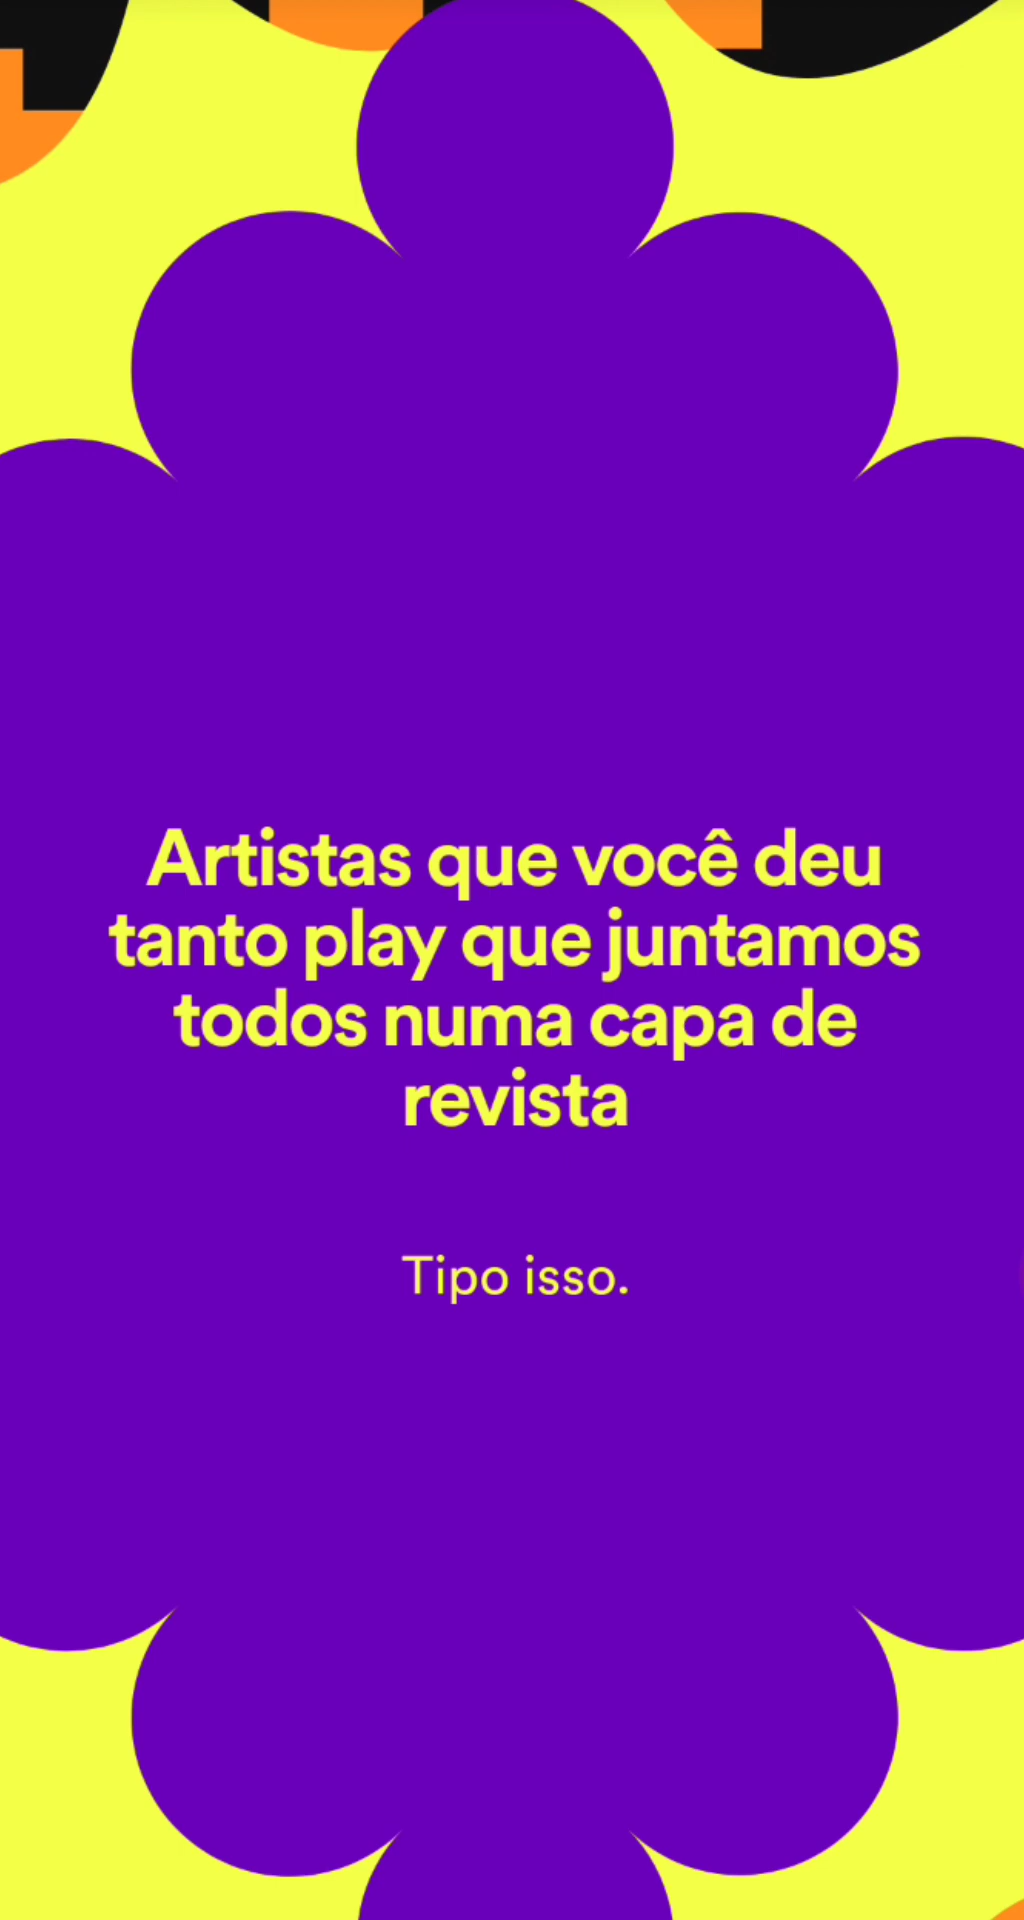 Artistas que você deu
tanto play que juntamos
todos numa capa de
revista
Tipo isso.